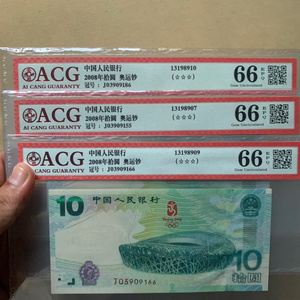 ACG
AI CANG GUARANTY
中国人民银行
2008年拾圆 奥运钞
冠号： J03909186
13198910
(☆☆☆)
66 EPQ
Gem Uncirculated
ACG
AI CANG GUARANTY
中国人民银行
2008年拾圆 奥运钞
冠号： J03909155
13198907
(☆☆☆)
66 EPQ
Gem Uncirculated
ACG
AI CANG GUARANTY
中国人民银行
2008年拾圆 奥运钞
冠号： J03909166
13198909
(☆☆☆)
66 EPQ
Gem Uncirculated
10
中国人民银行
Beijing 2008
J03909166
拾圆